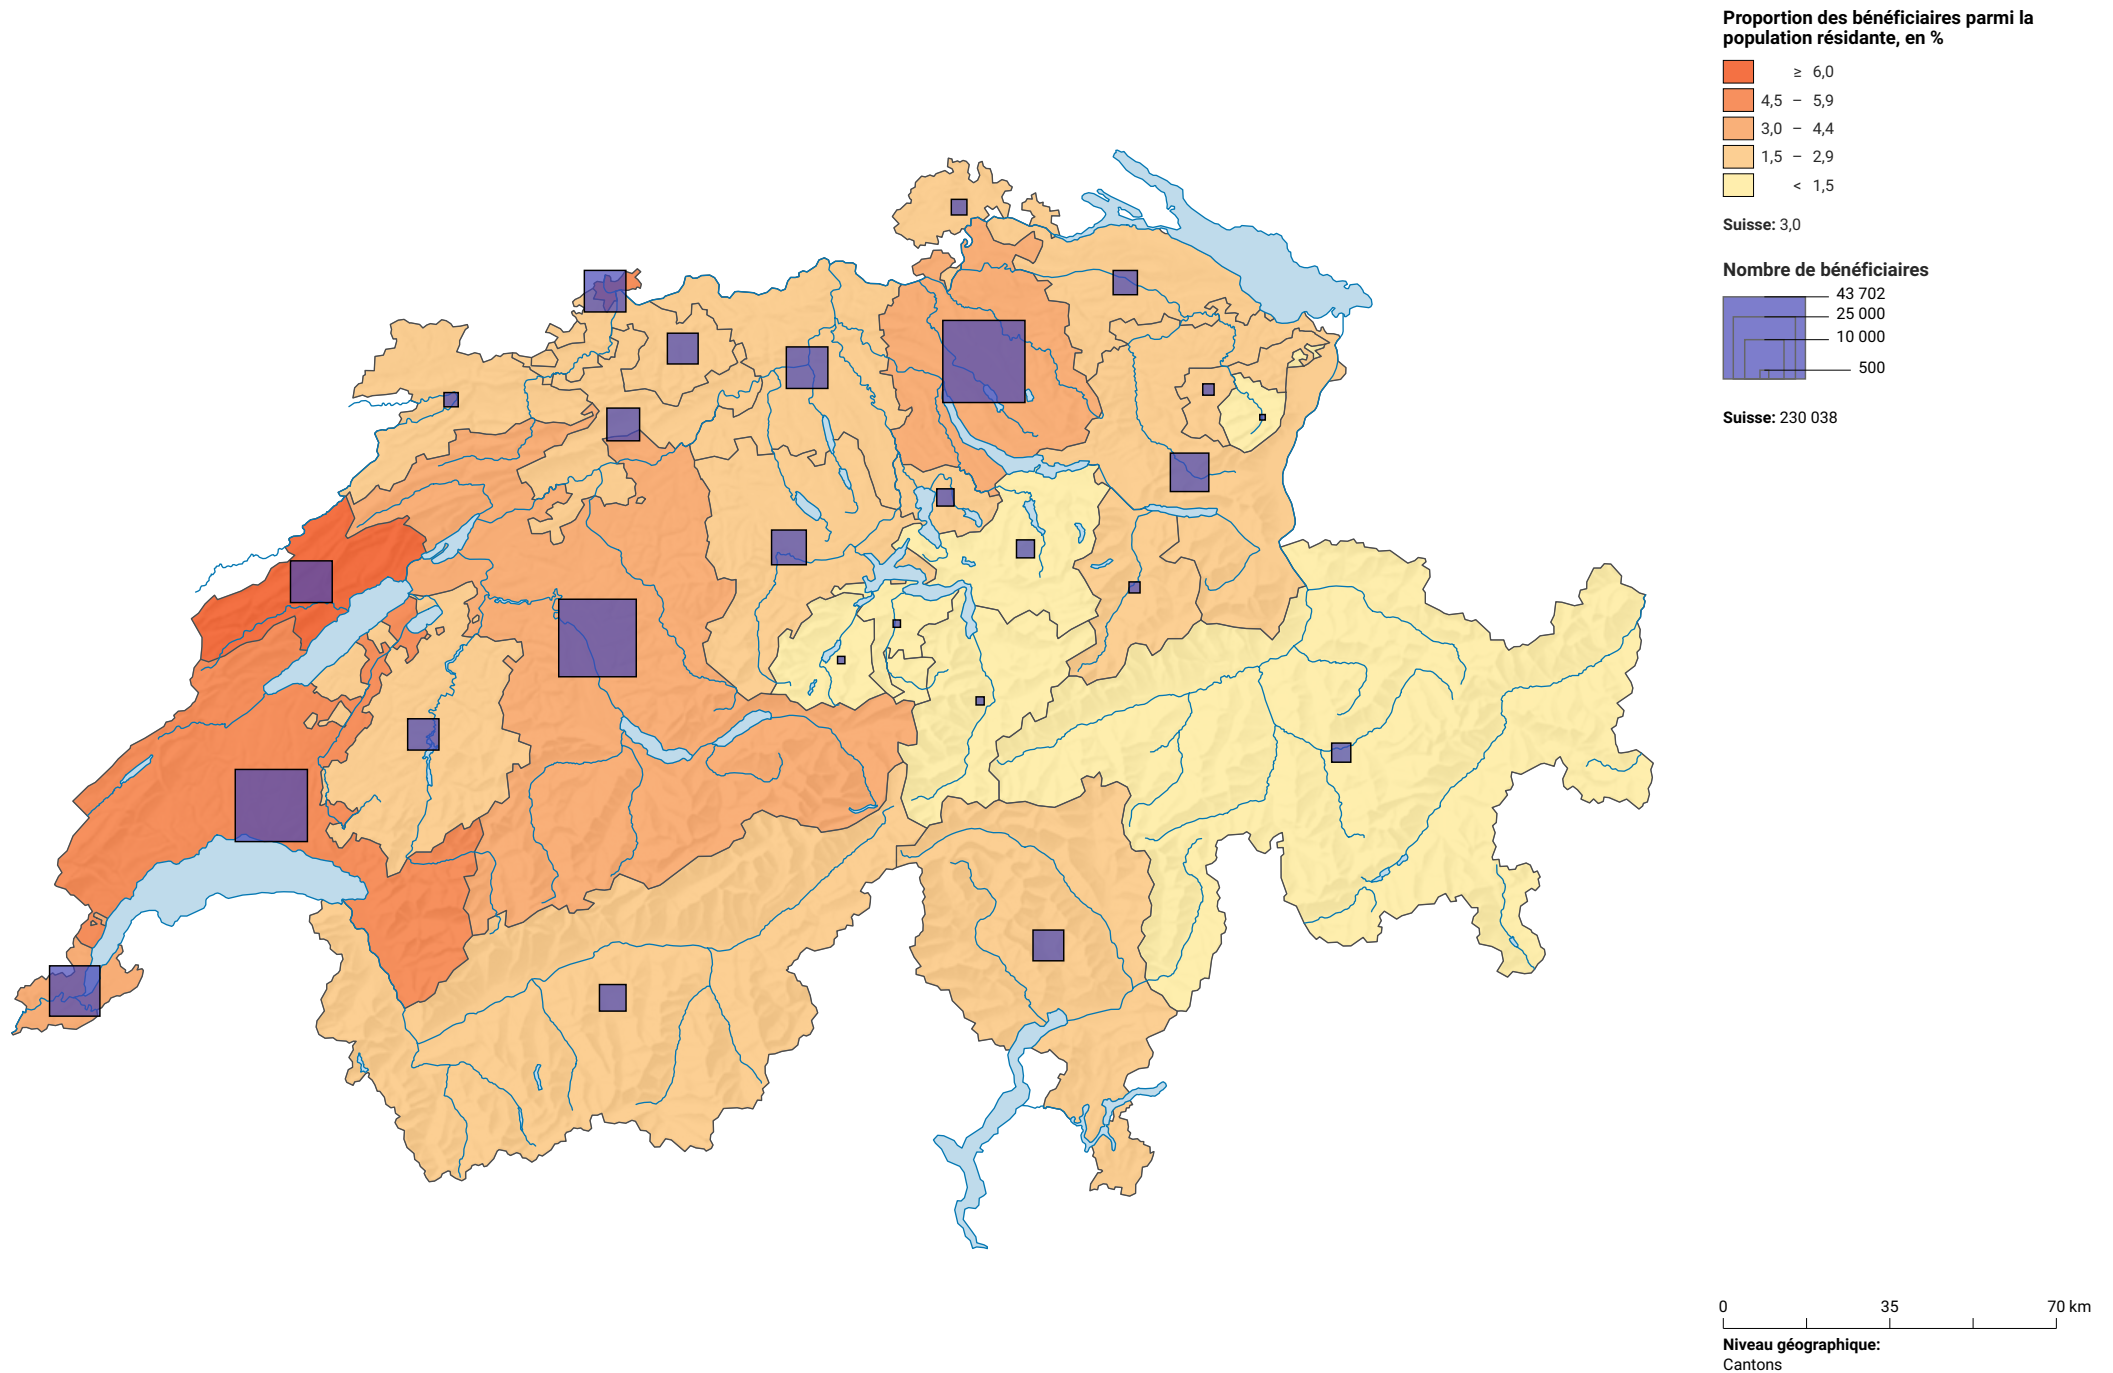 Proportion des bénéficiaires parmi la
population résidante, en %
≥ 6,0
4,5 – 5,9
3,0 – 4,4
1,5 – 2,9
< 1,5
Suisse: 3,0
Nombre de bénéficiaires
43 702
25 000
10 000
500
Suisse: 230 038
0 35 70 km
Niveau géographique:
Cantons